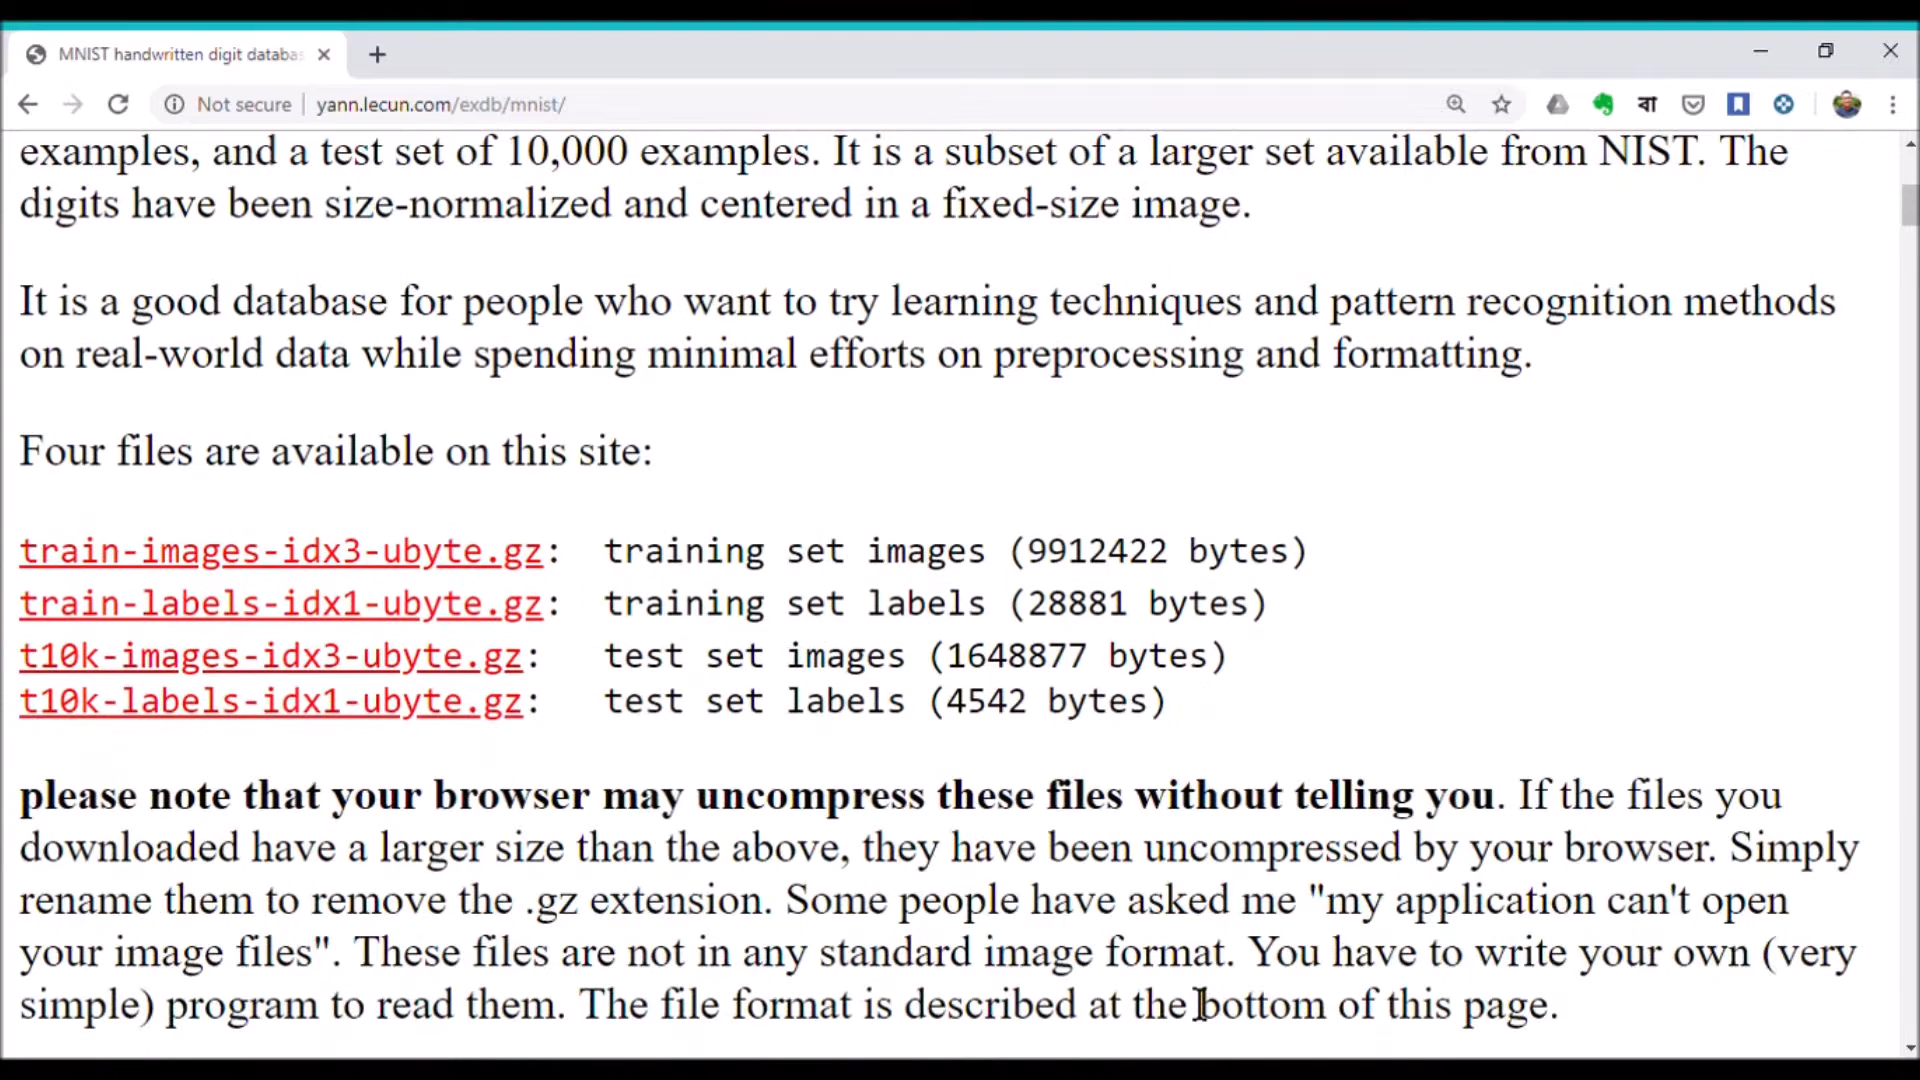 MNIST handwritten digit databas
Not secure
yann.lecun.com/exdb/mnist/
বা
examples, and a test set of 10,000 examples. It is a subset of a larger set available from NIST. The
digits have been size-normalized and centered in a fixed-size image.
It is a good database for people who want to try learning techniques and pattern recognition methods
on real-world data while spending minimal efforts on preprocessing and formatting.
Four files are available on this site:
train-images-idx3-ubyte.gz: training set images (9912422 bytes)
train-labels-idx1-ubyte.gz: training set labels (28881 bytes)
t10k-images-idx3-ubyte.gz: test set images (1648877 bytes)
t10k-labels-idx1-ubyte.gz: test set labels (4542 bytes)
please note that your browser may uncompress these files without telling you. If the files you
downloaded have a larger size than the above, they have been uncompressed by your browser. Simply
rename them to remove the .gz extension. Some people have asked me "my application can't open
your image files". These files are not in any standard image format. You have to write your own (very
simple) program to read them. The file format is described at the bottom of this page.